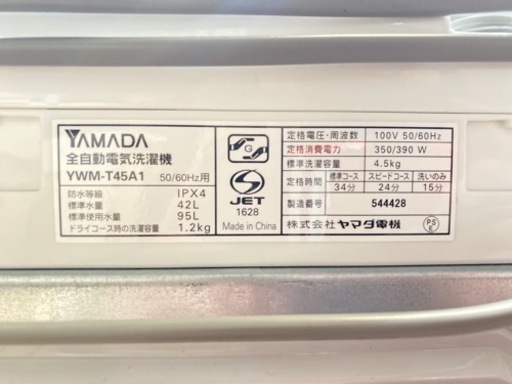 YAMADA
全自動電気洗濯機
YWM-T45A1 50/60Hz用
防水等級 IPX4
標準水量 42L
標準使用水量 95L
ドライコース時の洗濯容量 1.2kg
G
S
JET
1628
Made in China
定格電圧・周波数 100V 50/60Hz
定格消費電力 350/390 W
標準洗濯容量 4.5kg
定格時間 標準コース スピードコース 洗いのみ
34分 24分 15分
製造番号 544428
株式会社ヤマダ電機
PS
E